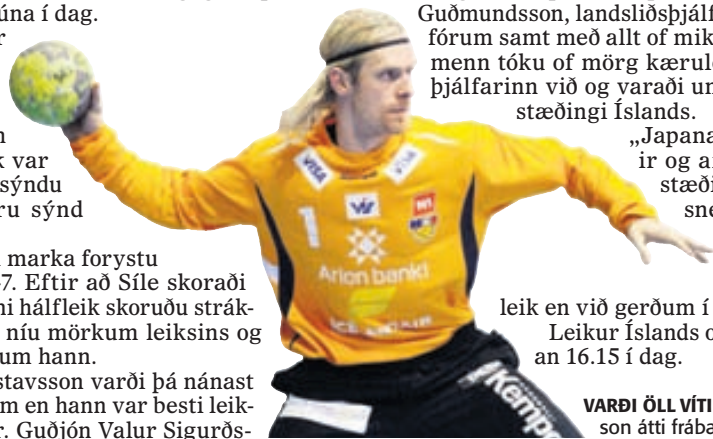 úna í dag.
r
n
k var
sýndu
ru sýnd
marka forystu
7. Eftir að Síle skoraði
ni hálfleik skoruðu strák-
níu mörkum leiksins og
um hann.
stavsson varði þá nánast
m en hann var besti leik-
r. Guðjón Valur Sigurðs-
Guðmundsson, landsliðsþjálf
fórum samt með allt of mik
menn tóku of mörg kærule
þjálfarinn við og varaði un
stæðingi Íslands.
„Japana
ir og a
stæði
sne
leik en við gerðum í
Leikur Íslands o
an 16.15 í dag.
VARÐI ÖLL VÍTI
son átti frába
VISA
VISA
1
VÍS
N1
Arion banki
ICELANDAIR
Kempa